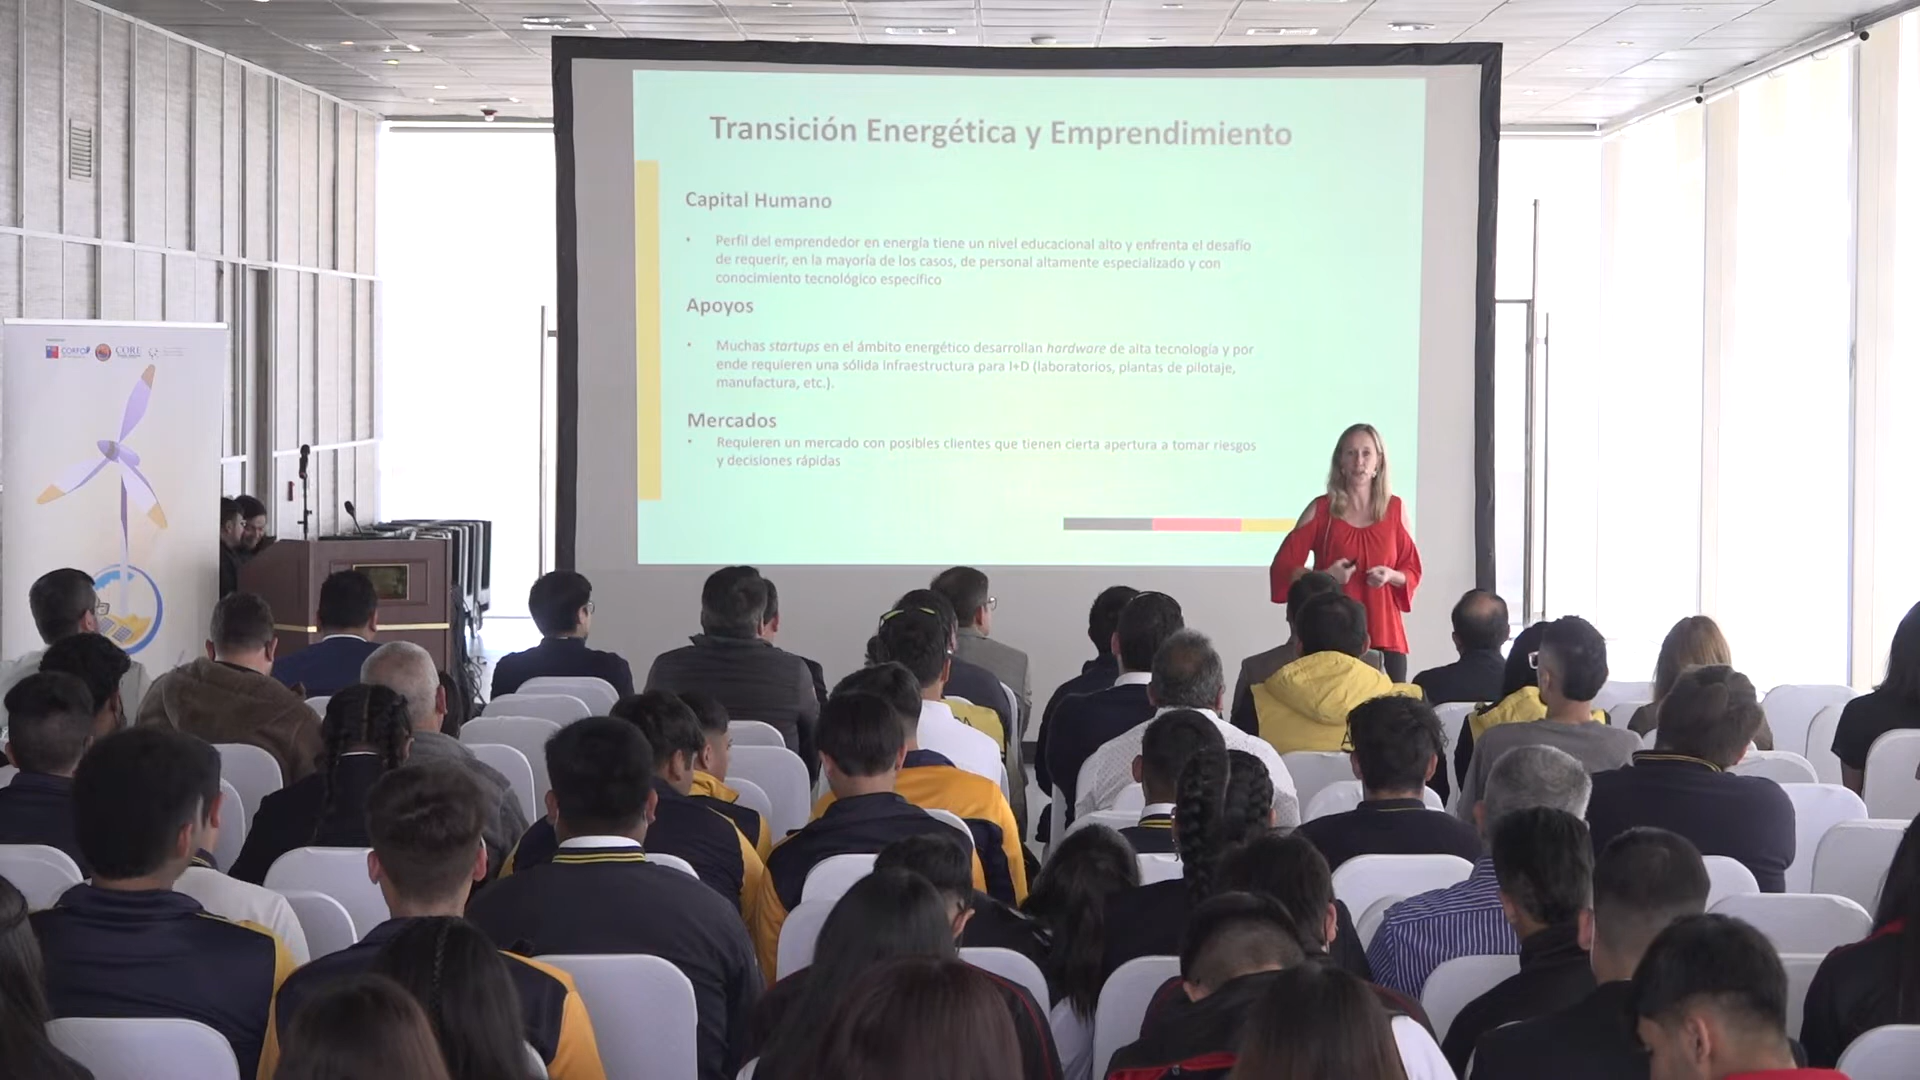 Transición Energética y Emprendimiento
Capital Humano
• Perfil del emprendedor en energía tiene un nivel educacional alto y enfrenta el desafío
de requerir, en la mayoría de los casos, de personal altamente especializado y con
conocimiento tecnológico específico
Apoyos
• Muchas startups en el ámbito energético desarrollan hardware de alta tecnología y por
ende requieren una sólida infraestructura para I+D (laboratorios, plantas de pilotaje,
manufactura, etc.).
Mercados
• Requieren un mercado con posibles clientes que tienen cierta apertura a tomar riesgos
y decisiones rápidas
CORFO
CORE